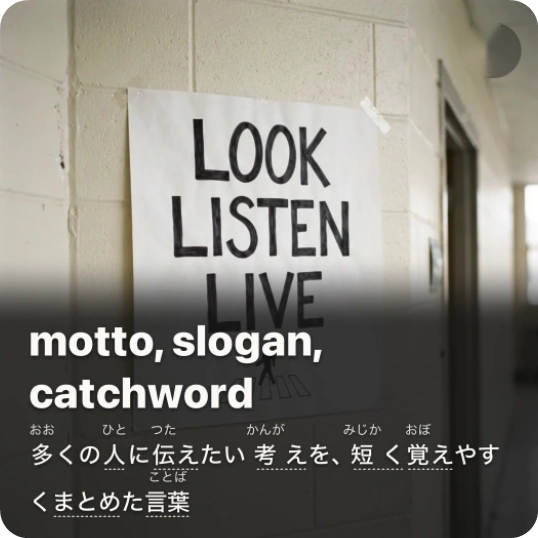 LOOK
LISTEN
LIVE
motto, slogan,
catchword
多くの人に伝えたい考えを、短く覚えやす
くまとめた言葉
おお ひと つた かんが みじか おぼ
ことば